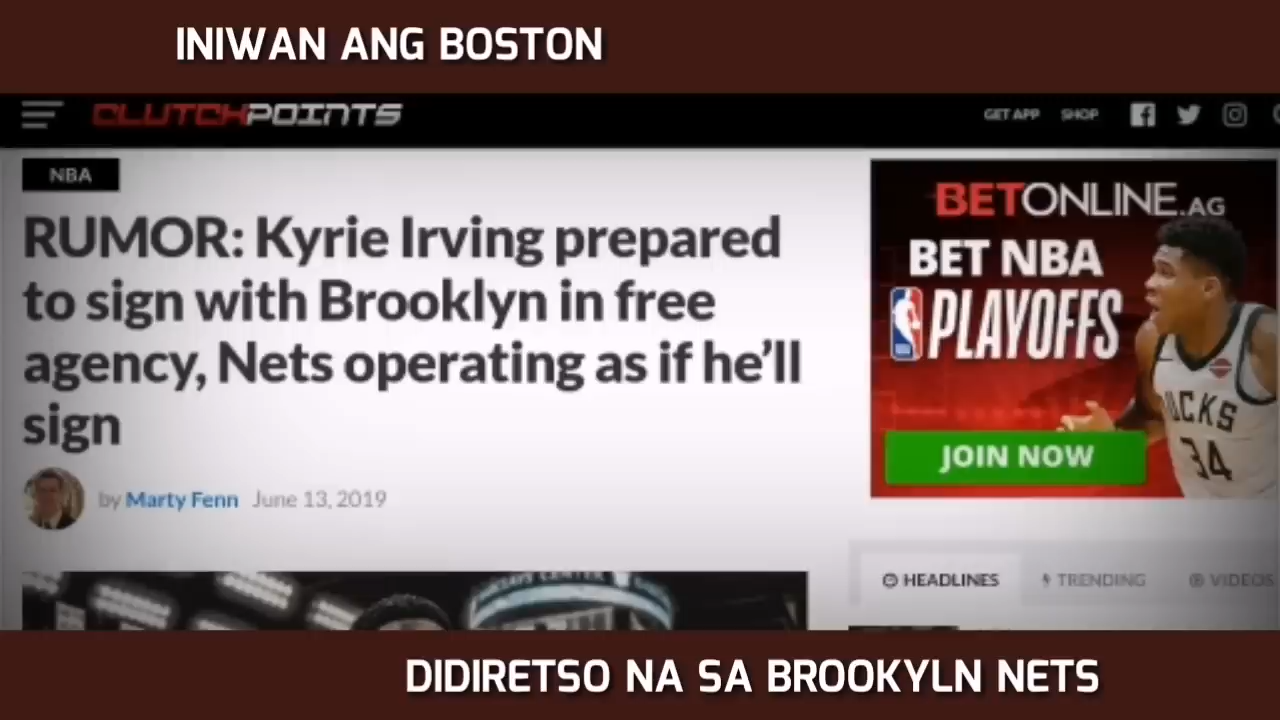 INIWAN ANG BOSTON
CLUTCHPOINTS
GET APP SHOP
NBA
RUMOR: Kyrie Irving prepared
to sign with Brooklyn in free
agency, Nets operating as if he'll
sign
by Marty Fenn June 13, 2019
BETONLINE.AG
BET NBA
PLAYOFFS
JOIN NOW
UCKS
34
HEADLINES TRENDING VIDEOS
DIDIRETSO NA SA BROOKYLN NETS